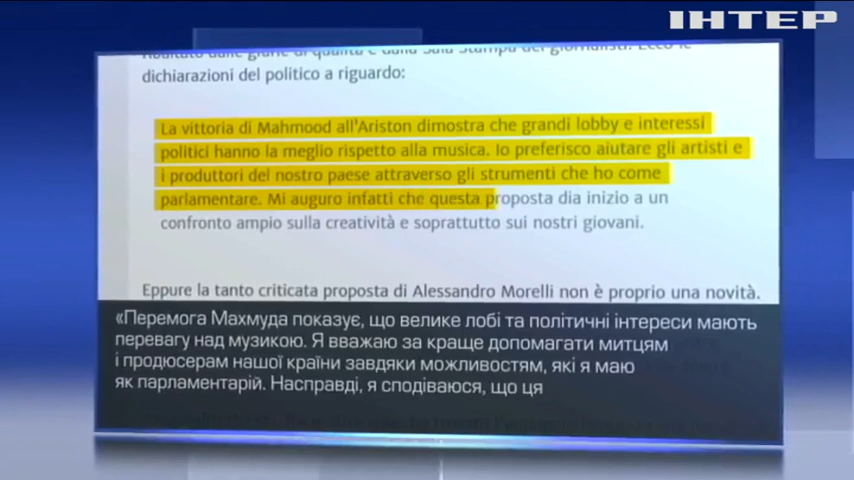 ІНТЕР
dichiarazioni del politico a riguardo:
La vittoria di Mahmood all'Ariston dimostra che grandi lobby e interessi
politici hanno la meglio rispetto alla musica. Io preferisco aiutare gli artisti e
i produttori del nostro paese attraverso gli strumenti che ho come
parlamentare. Mi auguro infatti che questa proposta dia inizio a un
confronto ampio sulla creatività e soprattutto sui nostri giovani.
Eppure la tanto criticata proposta di Alessandro Morelli non è proprio una novità.
«Перемога Махмуда показує, що велике лобі та політичні інтереси мають
перевагу над музикою. Я вважаю за краще допомагати митцям
і продюсерам нашої країни завдяки можливостям, які я маю
як парламентарій. Насправді, я сподіваюся, що ця